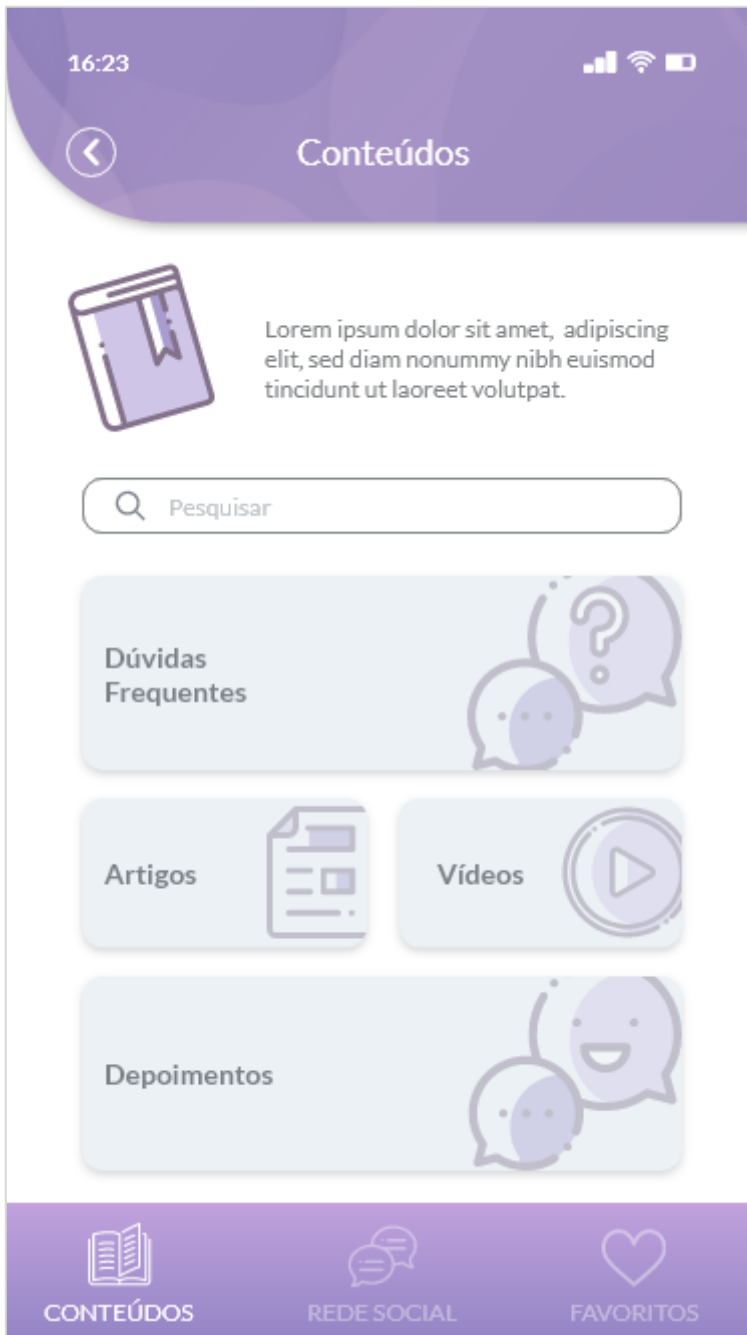 16:23
Conteúdos
Lorem ipsum dolor sit amet, adipiscing
elit, sed diam nonummy nibh euismod
tincidunt ut laoreet volutpat.
Pesquisar
Dúvidas
Frequentes
Artigos
Vídeos
Depoimentos
CONTEÚDOS
REDE SOCIAL
FAVORITOS